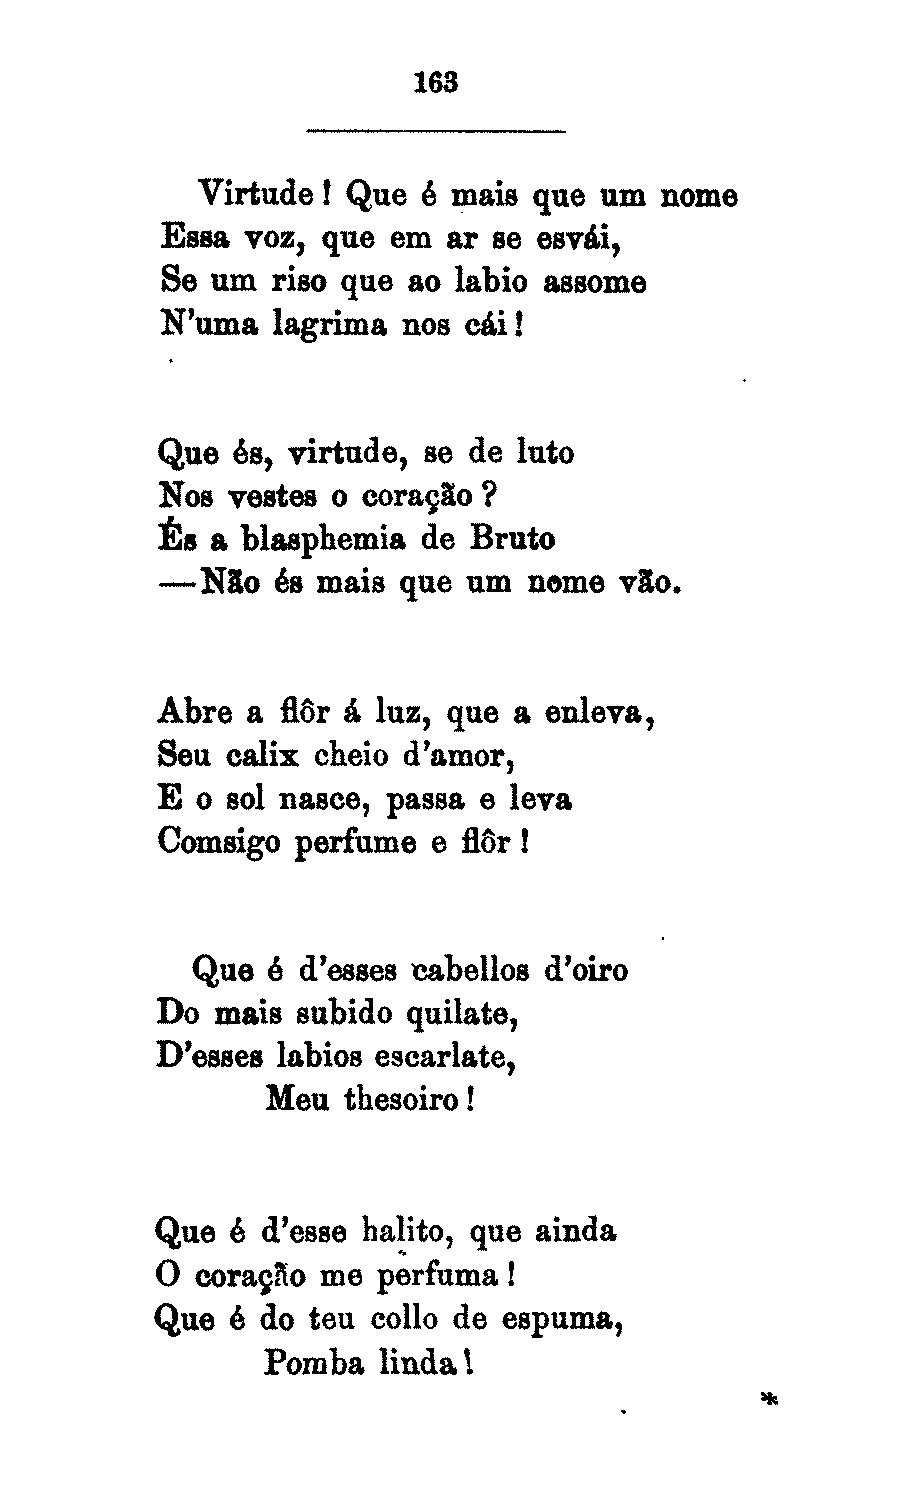 163
Virtude! Que é mais que um nome
Essa voz, que em ar se esvái,
Se um riso que ao labio assome
N'uma lagrima nos cái!
Que és, virtude, se de luto
Nos vestes o coração?
És a blasphemia de Bruto
—Não és mais que um nome vão.
Abre a flôr á luz, que a enleva,
Seu calix cheio d'amor,
E o sol nasce, passa e leva
Comsigo perfume e flôr!
Que é d'esses cabellos d'oiro
Do mais subido quilate,
D'esses labios escarlate,
Meu thesoiro!
Que é d'esse halito, que ainda
O coração me perfuma!
Que é do teu collo de espuma,
Pomba linda!
*